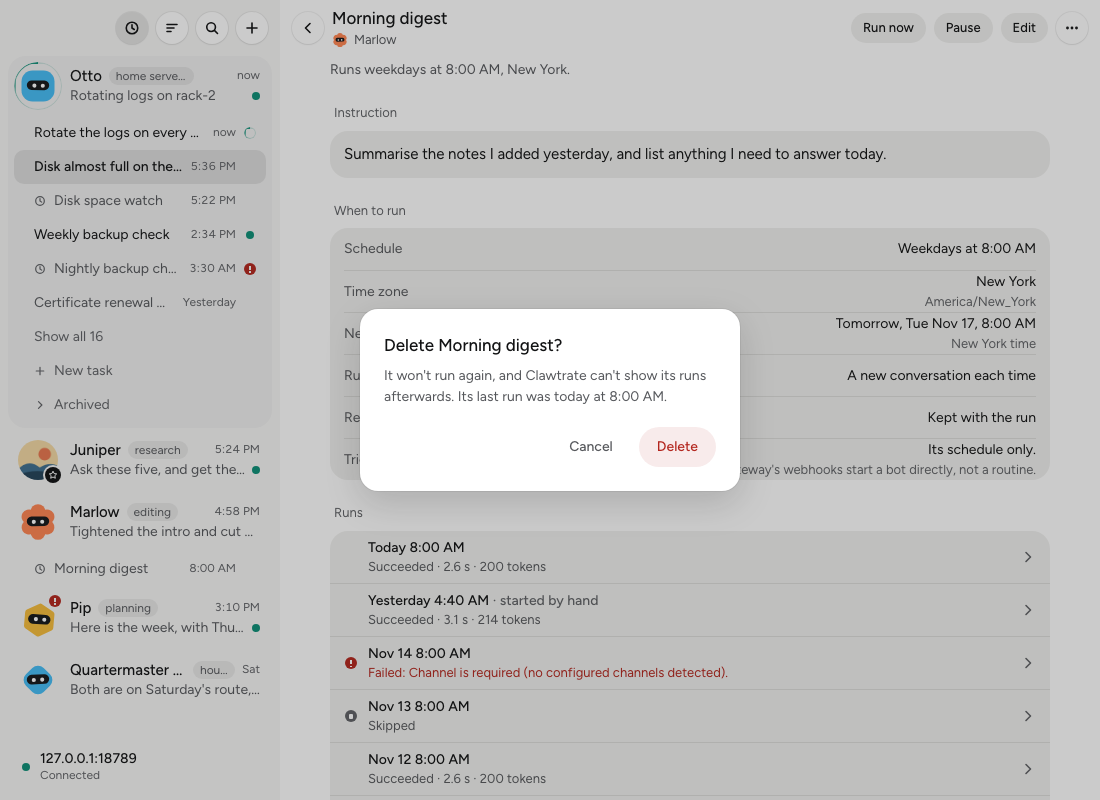 Otto home serve... now
Rotating logs on rack-2
Rotate the logs on every ... now
Disk almost full on the... 5:36 PM
Disk space watch 5:22 PM
Weekly backup check 2:34 PM
Nightly backup ch... 3:30 AM
Certificate renewal ... Yesterday
Show all 16
New task
Archived
Juniper research 5:24 PM
Ask these five, and get the...
Marlow editing 4:58 PM
Tightened the intro and cut ...
Morning digest 8:00 AM
Pip planning 3:10 PM
Here is the week, with Thu...
Quartermaster ... hou... Sat
Both are on Saturday's route,...
127.0.0.1:18789
Connected
Morning digest
Marlow
Run now Pause Edit
Runs weekdays at 8:00 AM, New York.
Instruction
Summarise the notes I added yesterday, and list anything I need to answer today.
When to run
Schedule Weekdays at 8:00 AM
Time zone New York
America/New_York
Tomorrow, Tue Nov 17, 8:00 AM
New York time
A new conversation each time
Kept with the run
Its schedule only.
webhooks start a bot directly, not a routine.
Delete Morning digest?
It won't run again, and Clawtrate can't show its runs
afterwards. Its last run was today at 8:00 AM.
Cancel Delete
Runs
Today 8:00 AM
Succeeded · 2.6 s · 200 tokens
Yesterday 4:40 AM · started by hand
Succeeded · 3.1 s · 214 tokens
Nov 14 8:00 AM
Failed: Channel is required (no configured channels detected).
Nov 13 8:00 AM
Skipped
Nov 12 8:00 AM
Succeeded · 2.6 s · 200 tokens